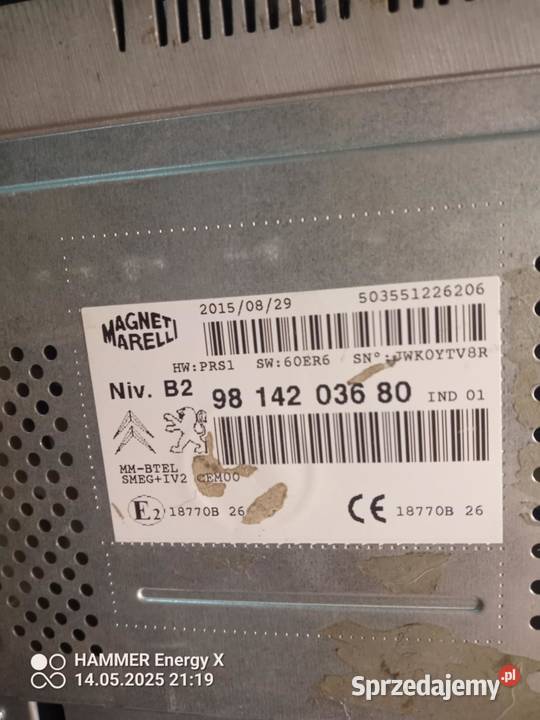 MAGNETI MARELLI
2015/08/29 503551226206
HW:PRS1 SW:60ER6 SN°:JWK0YTV8R
Niv. B2 98 142 036 80 IND 01
MM-BTEL
SMEG+IV2 CEM00
E2 18770B 26 CE 18770B 26
HAMMER Energy X
14.05.2025 21:19
Sprzedajemy.pl